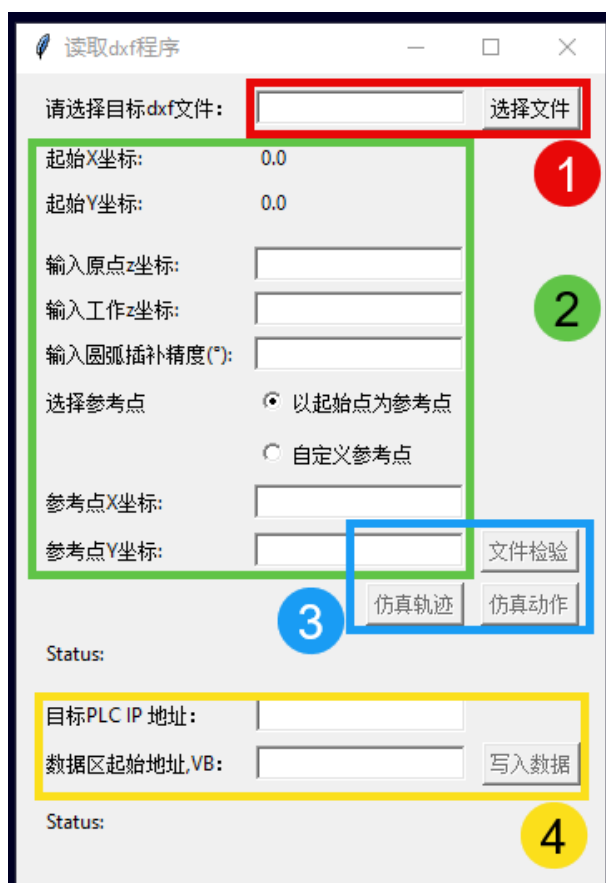 读取dxf程序
请选择目标dxf文件： 选择文件
1
起始X坐标: 0.0
起始Y坐标: 0.0
输入原点z坐标:
2
输入工作z坐标:
输入圆弧插补精度(°):
选择参考点 以起始点为参考点
自定义参考点
参考点X坐标:
参考点Y坐标: 文件检验
仿真轨迹 仿真动作
3
Status:
目标PLC IP 地址：
数据区起始地址,VB： 写入数据
Status:
4